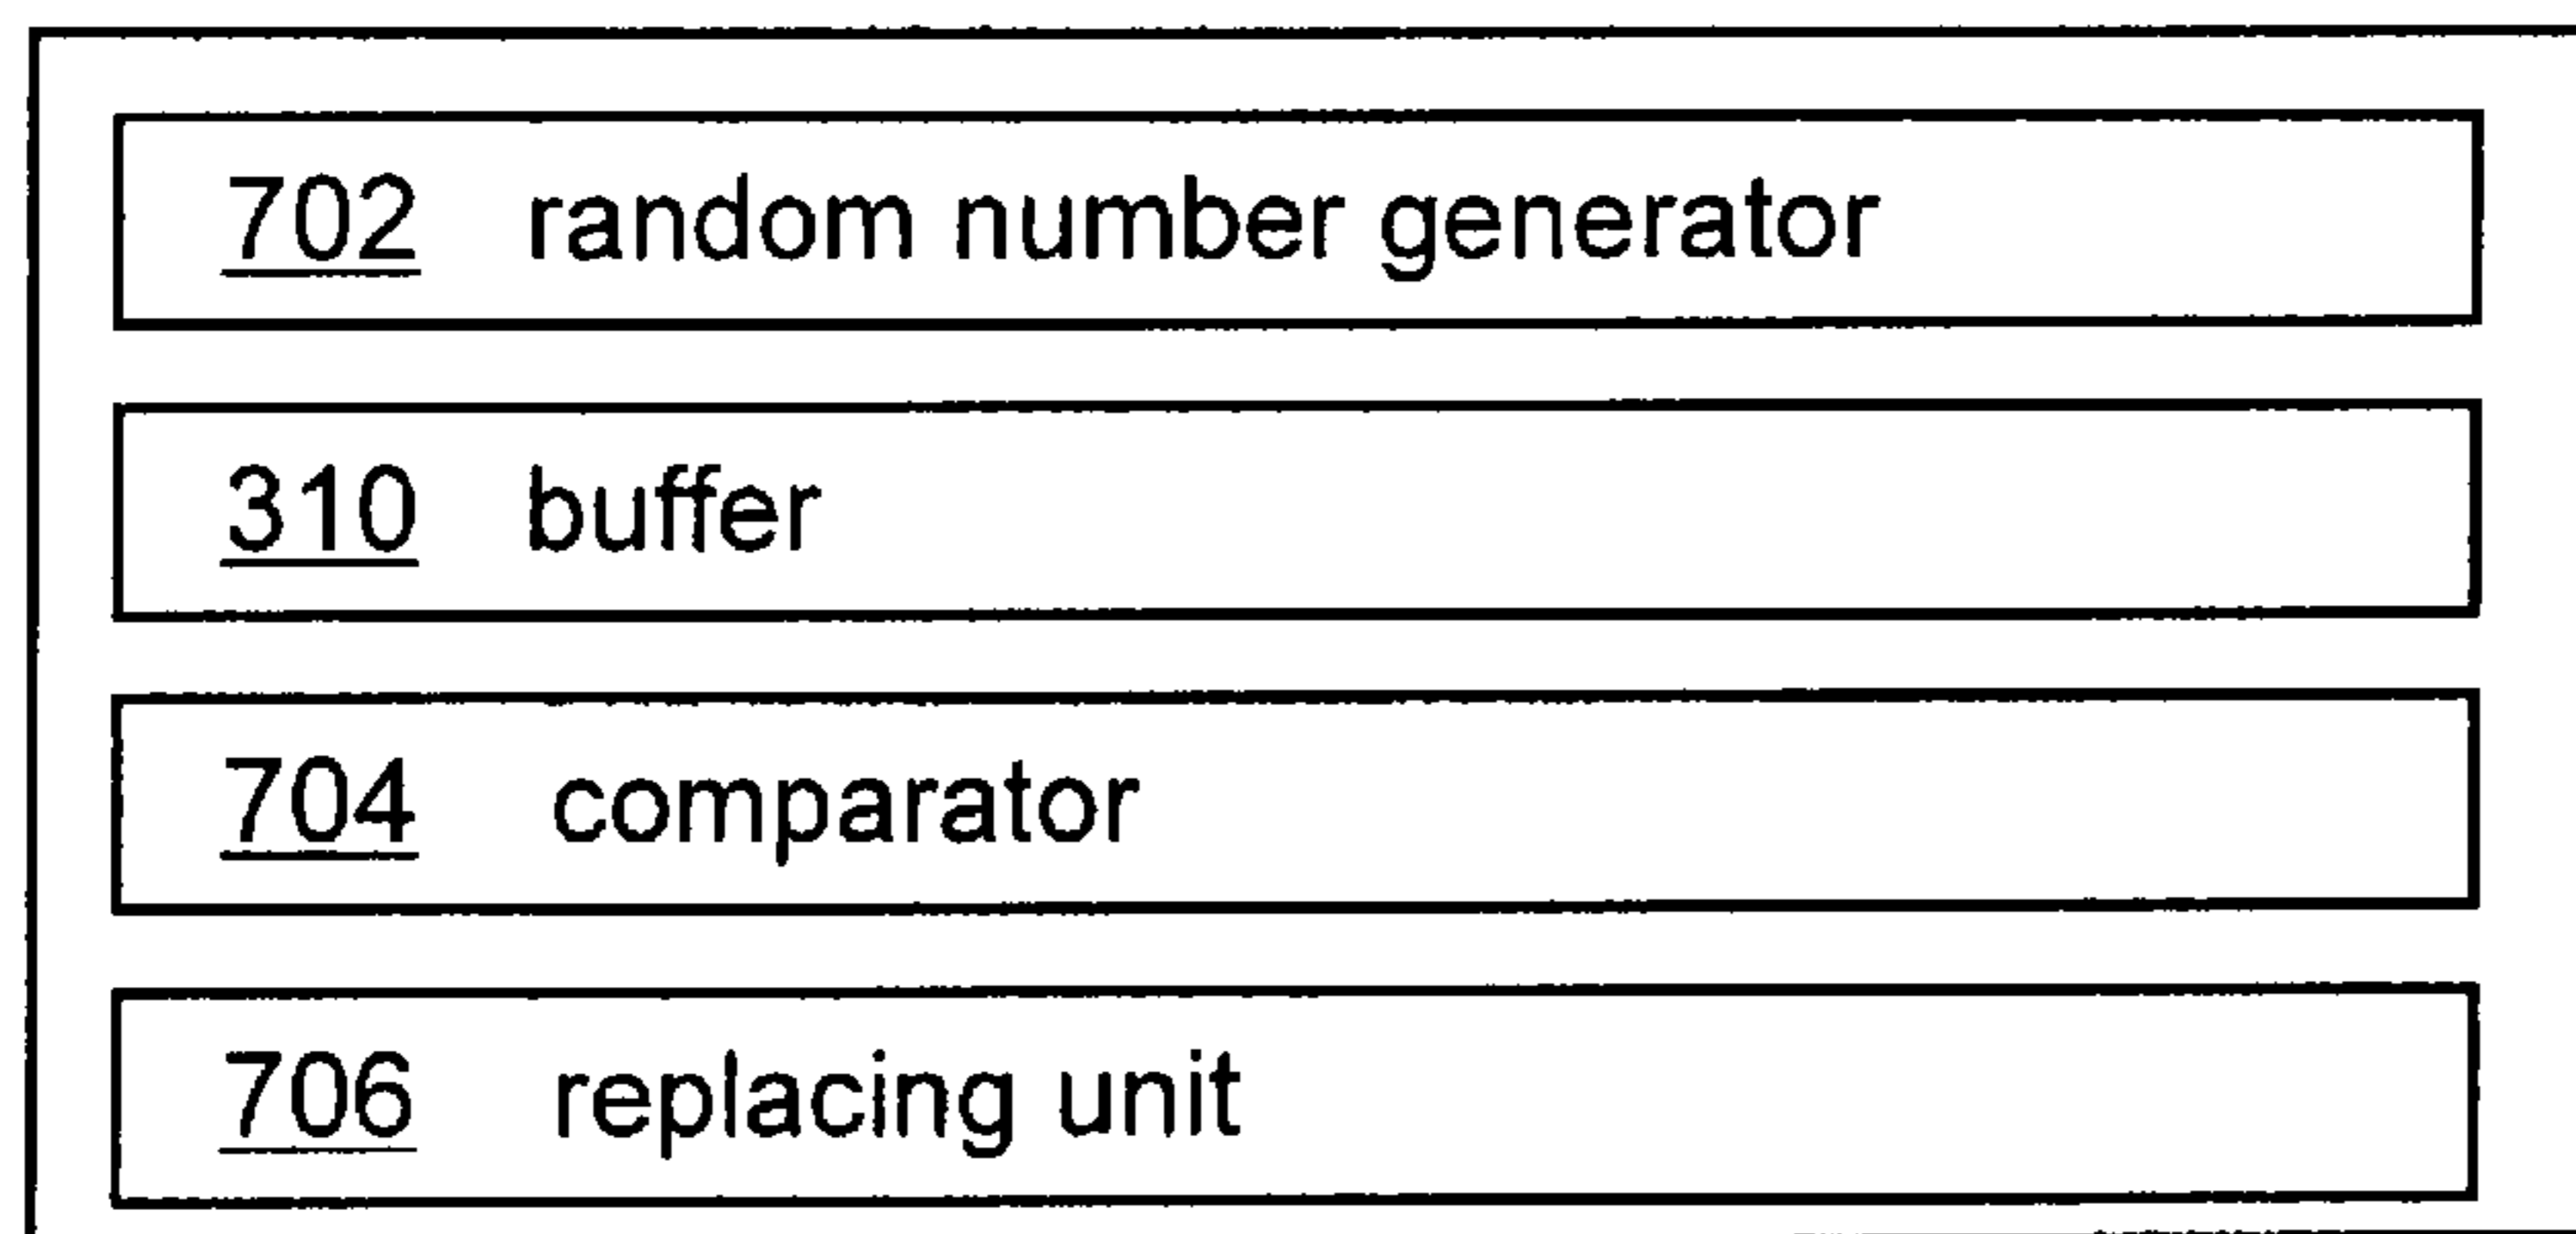 702 random number generator
310 buffer
704 comparator
706 replacing unit